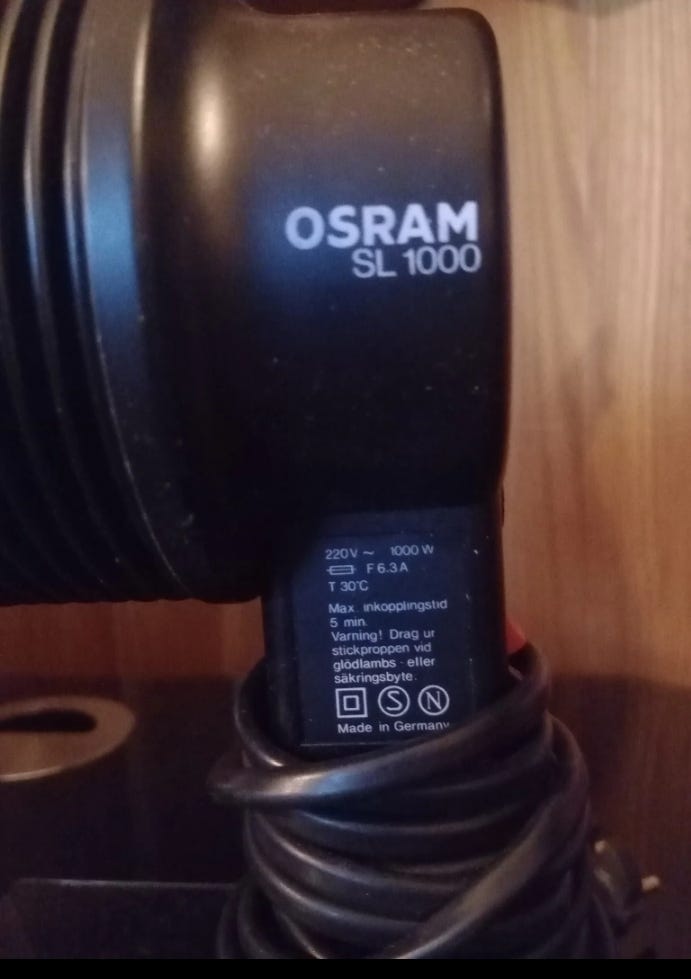 OSRAM
SL 1000
220V ~ 1000 W
F 6.3 A
T 30°C
Max. inkopplingstid
5 min.
Varning! Drag ur
stickproppen vid
glödlambs - eller
säkringsbyte.
S N
Made in Germany